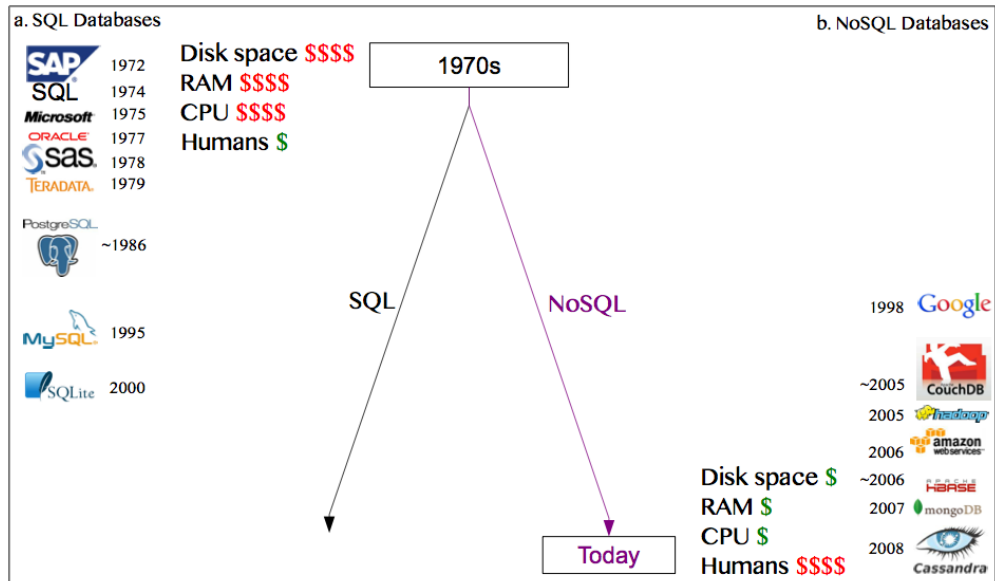 a. SQL Databases
b. NoSQL Databases
SAP 1972
SQL 1974
Microsoft 1975
ORACLE 1977
sas 1978
TERADATA 1979
PostgreSQL
~1986
MySQL 1995
SQLite 2000
Disk space $$$$
RAM $$$$
CPU $$$$
Humans $
1970s
SQL
NoSQL
1998 Google
~2005 CouchDB
2005 hadoop
2006 amazon
webservices
~2006 APACHE
HBASE
2007 mongoDB
2008 Cassandra
Disk space $
RAM $
CPU $
Humans $$$$
Today